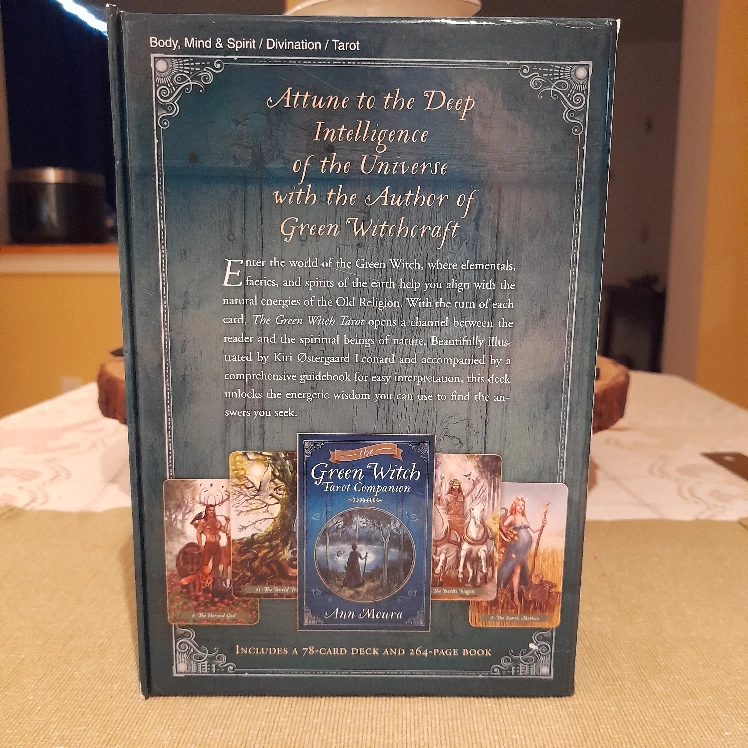 Body, Mind & Spirit / Divination / Tarot
Attune to the Deep
Intelligence
of the Universe
with the Author of
Green Witchcraft
Enter the world of the Green Witch, where elementals,
faeries, and spirits of the earth help you align with the
natural energies of the Old Religion. With the turn of each
card, The Green Witch Tarot opens a channel between the
reader and the spiritual beings of nature. Beautifully illus-
trated by Kiri Østergaard Leonard and accompanied by a
comprehensive guidebook for easy interpretation, this deck
unlocks the energetic wisdom you can use to find the an-
swers you seek.
the
Green Witch
Tarot Companion
Ann Moura
The Horned God
The World Tr
The Battle Wagon
The Earth Mother
Includes a 78-card deck and 264-page book